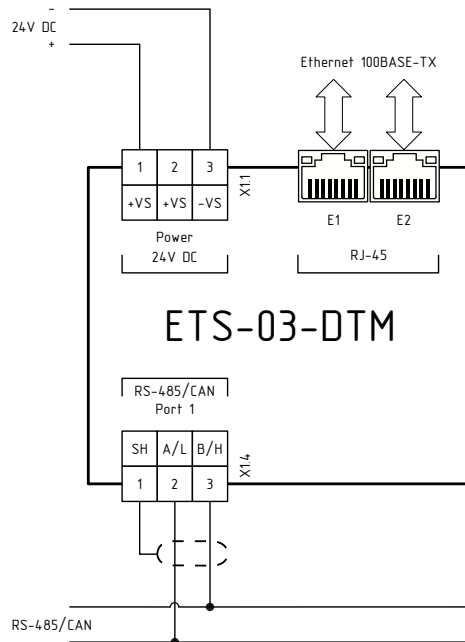 -
24V DC
+
Ethernet 100BASE-TX
1 2 3
+VS +VS -VS
X1.1
E1 E2
Power
24V DC
RJ-45
ETS-03-DTM
RS-485/CAN
Port 1
SH A/L B/H
1 2 3
X1.4
RS-485/CAN